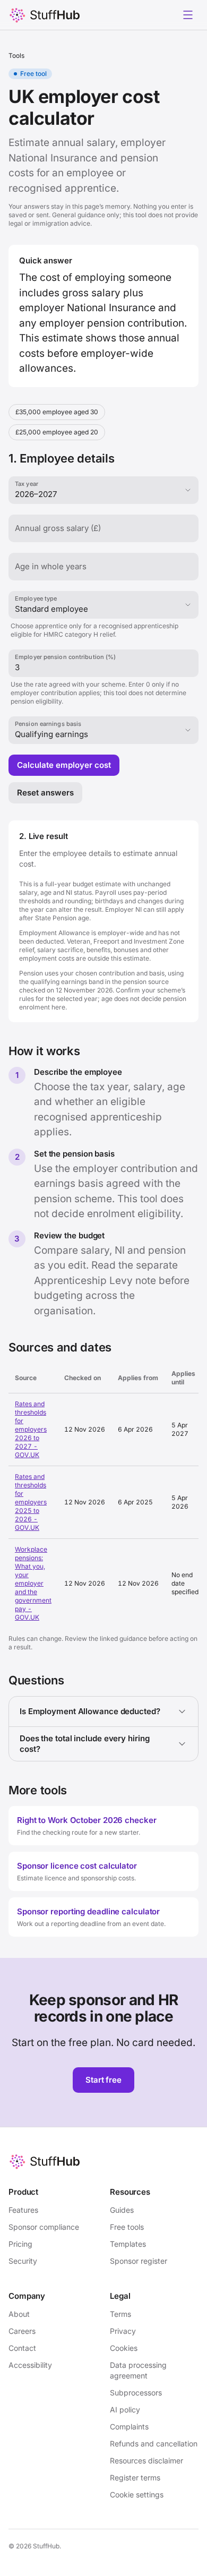 StuffHub
Tools
Free tool
UK employer cost
calculator
Estimate annual salary, employer
National Insurance and pension
costs for an employee or
recognised apprentice.
Your answers stay in this page's memory. Nothing you enter is
saved or sent. General guidance only; this tool does not provide
legal or immigration advice.
Quick answer
The cost of employing someone
includes gross salary plus
employer National Insurance and
any employer pension contribution.
This estimate shows those annual
costs before employer-wide
allowances.
£35,000 employee aged 30
£25,000 employee aged 20
1. Employee details
Tax year
2026–2027
Annual gross salary (£)
Age in whole years
Employee type
Standard employee
Choose apprentice only for a recognised apprenticeship
eligible for HMRC category H relief.
Employer pension contribution (%)
3
Use the rate agreed with your scheme. Enter 0 only if no
employer contribution applies; this tool does not determine
pension eligibility.
Pension earnings basis
Qualifying earnings
Calculate employer cost
Reset answers
2. Live result
Enter the employee details to estimate annual
cost.
This is a full-year budget estimate with unchanged
salary, age and NI status. Payroll uses pay-period
thresholds and rounding; birthdays and changes during
the year can alter the result. Employer NI can still apply
after State Pension age.
Employment Allowance is employer-wide and has not
been deducted. Veteran, Freeport and Investment Zone
relief, salary sacrifice, benefits, bonuses and other
employment costs are outside this estimate.
Pension uses your chosen contribution and basis, using
the qualifying earnings band in the pension source
checked on 12 November 2026. Confirm your scheme's
rules for the selected year; age does not decide pension
enrolment here.
How it works
1
Describe the employee
Choose the tax year, salary, age
and whether an eligible
recognised apprenticeship
applies.
2
Set the pension basis
Use the employer contribution and
earnings basis agreed with the
pension scheme. This tool does
not decide enrolment eligibility.
3
Review the budget
Compare salary, NI and pension
as you edit. Read the separate
Apprenticeship Levy note before
budgeting across the
organisation.
Sources and dates
Source Checked on Applies from Applies
until
Rates and
thresholds
for
employers
2026 to
2027 -
GOV.UK
12 Nov 2026 6 Apr 2026 5 Apr
2027
Rates and
thresholds
for
employers
2025 to
2026 -
GOV.UK
12 Nov 2026 6 Apr 2025 5 Apr
2026
Workplace
pensions:
What you,
your
employer
and the
government
pay -
GOV.UK
12 Nov 2026 12 Nov 2026 No end
date
specified
Rules can change. Review the linked guidance before acting on
a result.
Questions
Is Employment Allowance deducted?
Does the total include every hiring
cost?
More tools
Right to Work October 2026 checker
Find the checking route for a new starter.
Sponsor licence cost calculator
Estimate licence and sponsorship costs.
Sponsor reporting deadline calculator
Work out a reporting deadline from an event date.
Keep sponsor and HR
records in one place
Start on the free plan. No card needed.
Start free
StuffHub
Product
Features
Sponsor compliance
Pricing
Security
Resources
Guides
Free tools
Templates
Sponsor register
Company
About
Careers
Contact
Accessibility
Legal
Terms
Privacy
Cookies
Data processing
agreement
Subprocessors
AI policy
Complaints
Refunds and cancellation
Resources disclaimer
Register terms
Cookie settings
© 2026 StuffHub.